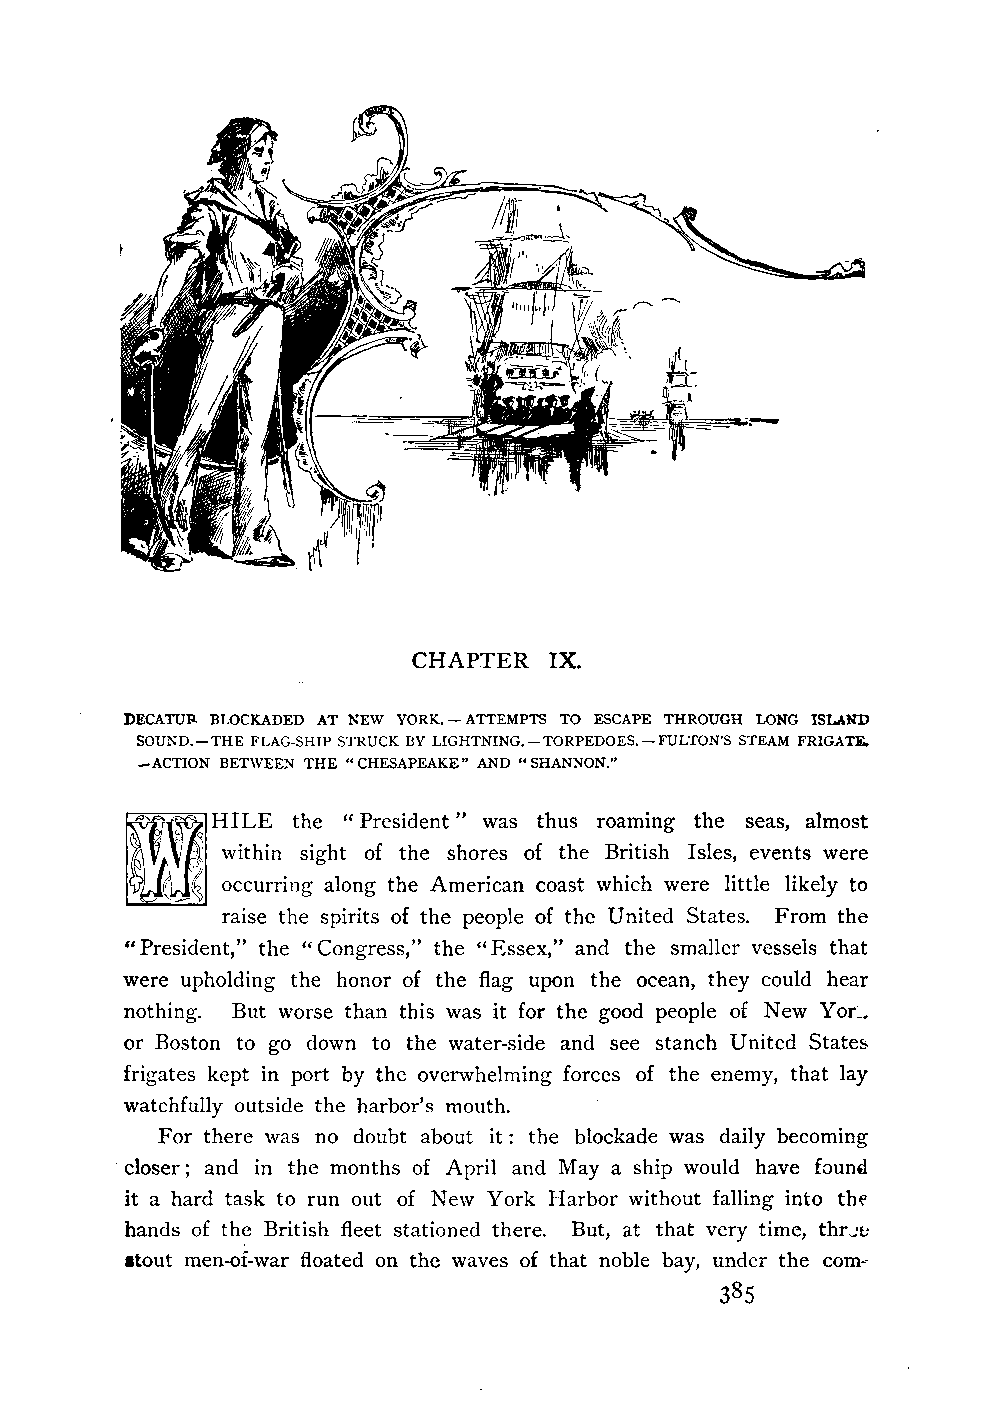 CHAPTER IX.
DECATUR BLOCKADED AT NEW YORK.—ATTEMPTS TO ESCAPE THROUGH LONG ISLAND
SOUND.—THE FLAG-SHIP STRUCK BY LIGHTNING.—TORPEDOES.—FULTON'S STEAM FRIGATE.
—ACTION BETWEEN THE "CHESAPEAKE" AND "SHANNON."
WHILE the "President" was thus roaming the seas, almost
within sight of the shores of the British Isles, events were
occurring along the American coast which were little likely to
raise the spirits of the people of the United States. From the
"President," the "Congress," the "Essex," and the smaller vessels that
were upholding the honor of the flag upon the ocean, they could hear
nothing. But worse than this was it for the good people of New York
or Boston to go down to the water-side and see stanch United States
frigates kept in port by the overwhelming forces of the enemy, that lay
watchfully outside the harbor's mouth.
For there was no doubt about it: the blockade was daily becoming
closer; and in the months of April and May a ship would have found
it a hard task to run out of New York Harbor without falling into the
hands of the British fleet stationed there. But, at that very time, three
stout men-of-war floated on the waves of that noble bay, under the com-
385